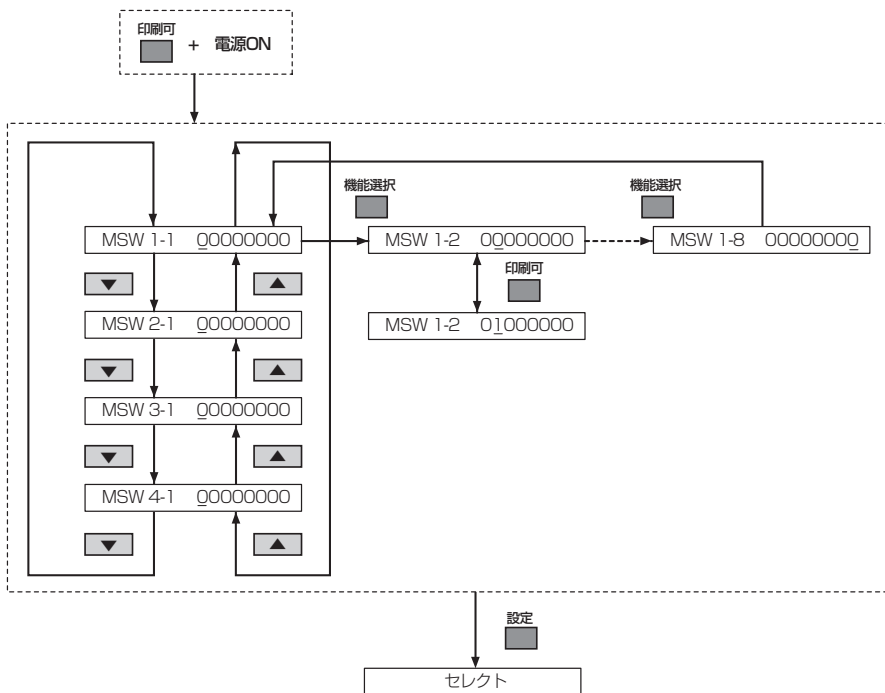 印刷可
+ 電源ON
機能選択
機能選択
MSW 1-1 00000000
MSW 1-2 00000000
MSW 1-8 00000000
▼
▲
印刷可
MSW 2-1 00000000
MSW 1-2 01000000
▼
▲
MSW 3-1 00000000
▼
▲
MSW 4-1 00000000
▼
▲
設定
セレクト